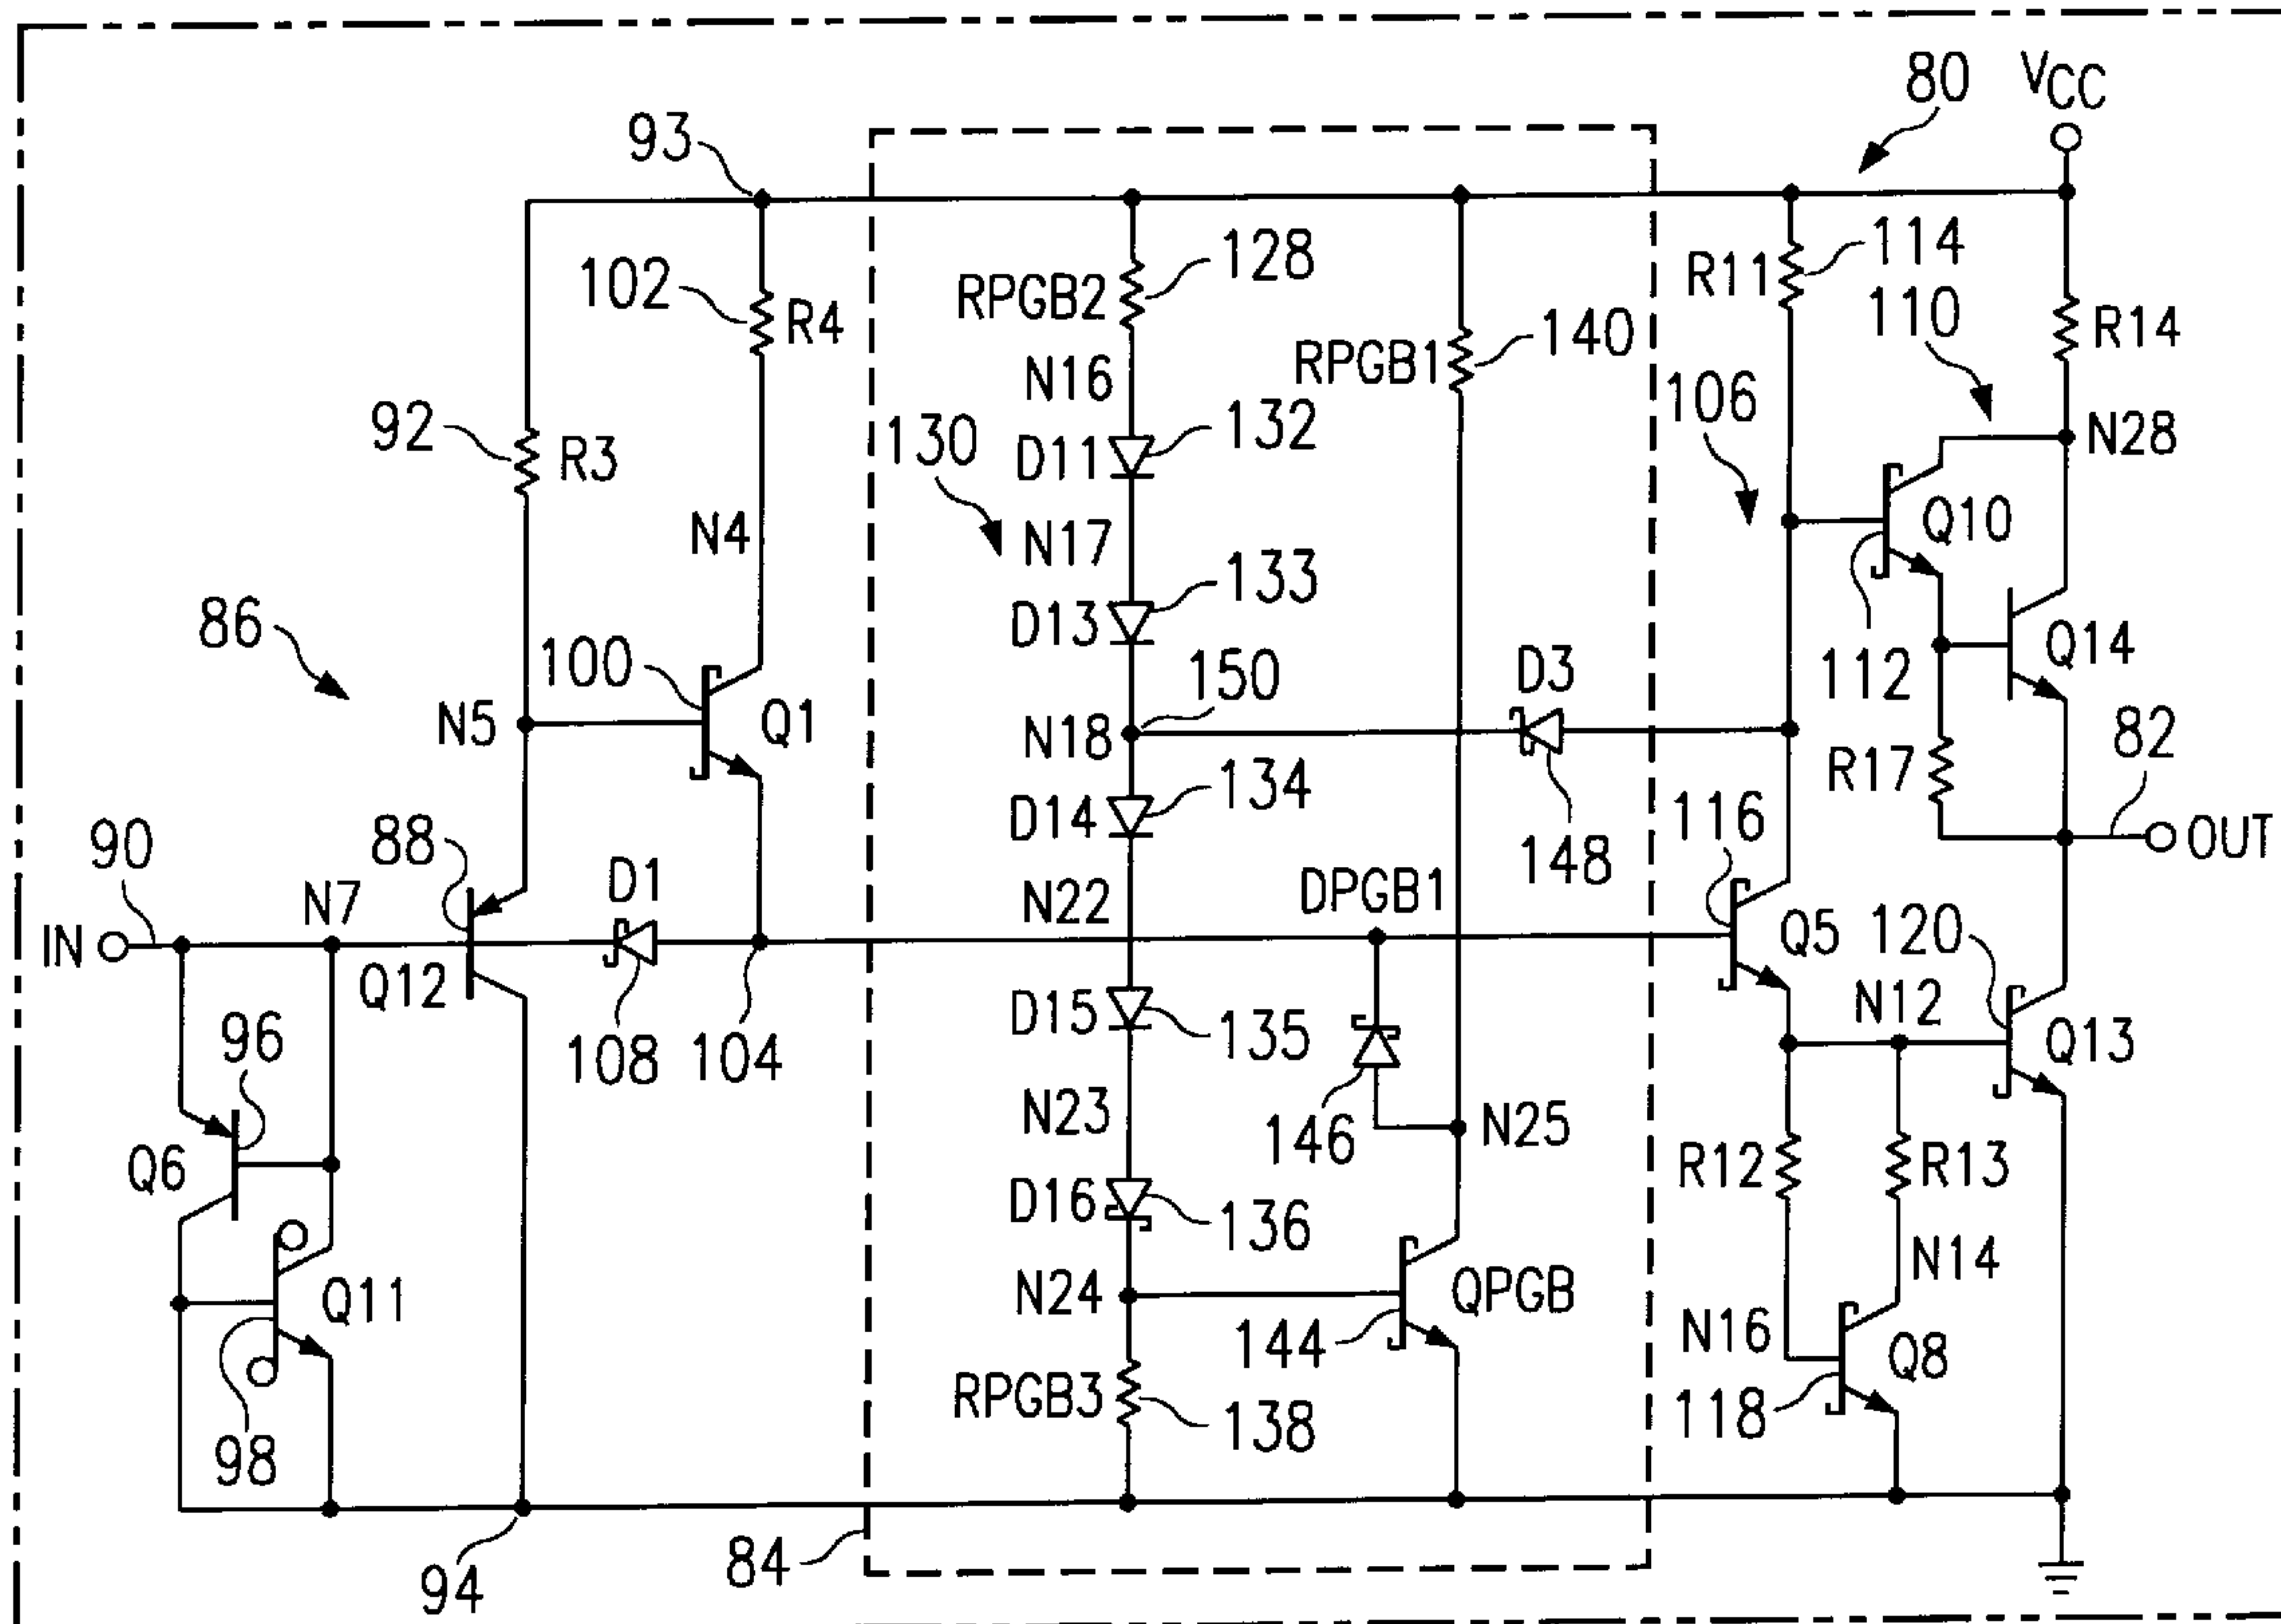 80
VCC
93
102
R4
RPGB2
128
RPGB1
140
R11
114
110
R14
92
R3
N16
130
D11
132
106
N28
N4
N17
Q10
86
100
D13
133
112
Q14
N5
Q1
N18
150
D3
82
R17
90
88
D14
134
148
116
OUT
IN
N7
D1
N22
DPGB1
Q12
Q5
120
96
108
104
D15
135
N12
Q13
Q6
N23
146
N25
R12
R13
D16
136
Q11
N24
QPGB
N14
144
N16
Q8
98
RPGB3
138
118
84
94